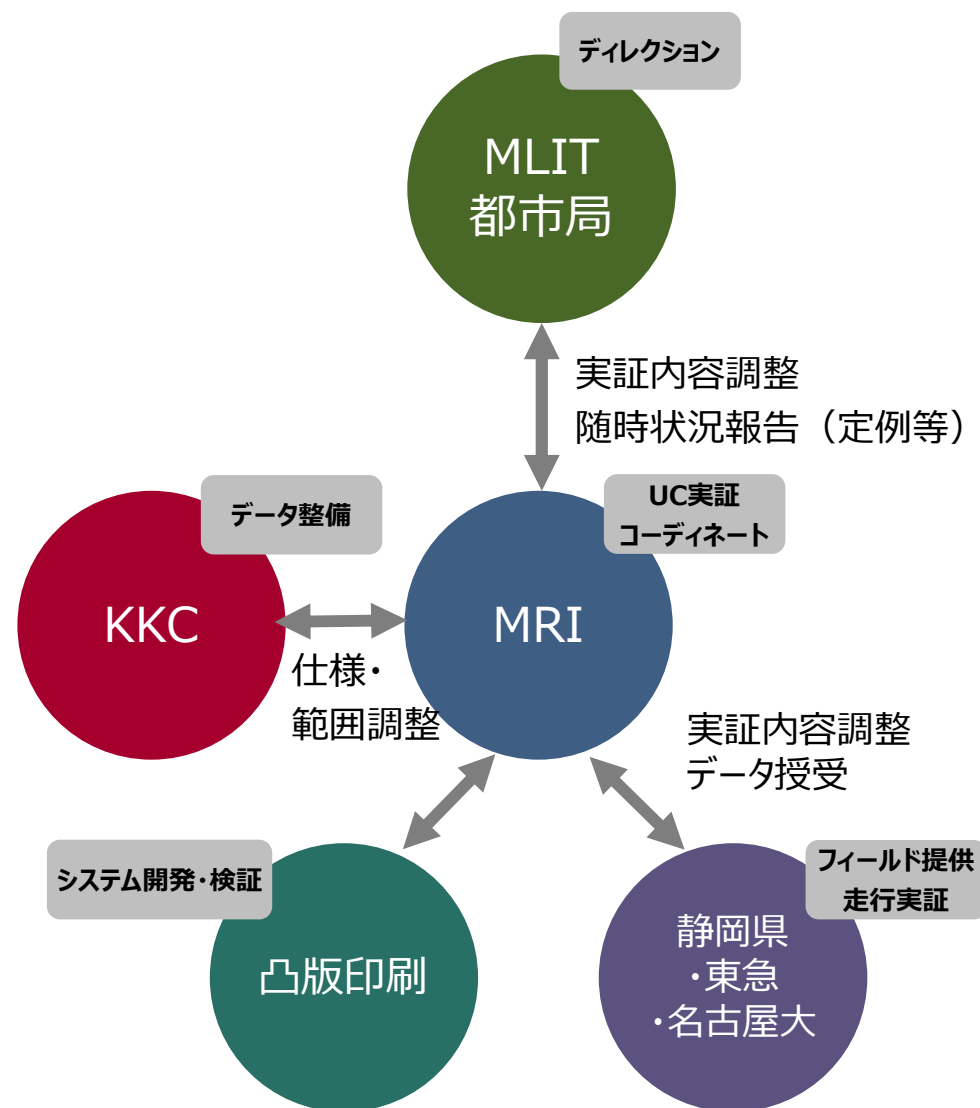 ディレクション
MLIT
都市局
実証内容調整
随時状況報告（定例等）
データ整備
UC実証
コーディネート
KKC
MRI
仕様・
範囲調整
実証内容調整
データ授受
システム開発・検証
フィールド提供
走行実証
凸版印刷
静岡県
・東急
・名古屋大